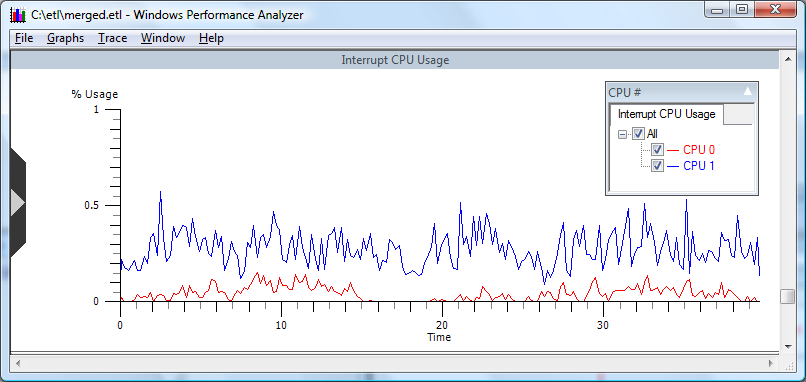 C:\etl\merged.etl - Windows Performance Analyzer
File Graphs Trace Window Help
Interrupt CPU Usage
% Usage
1
0.5
0
0 10 20 30
Time
CPU #
Interrupt CPU Usage
All
CPU 0
CPU 1